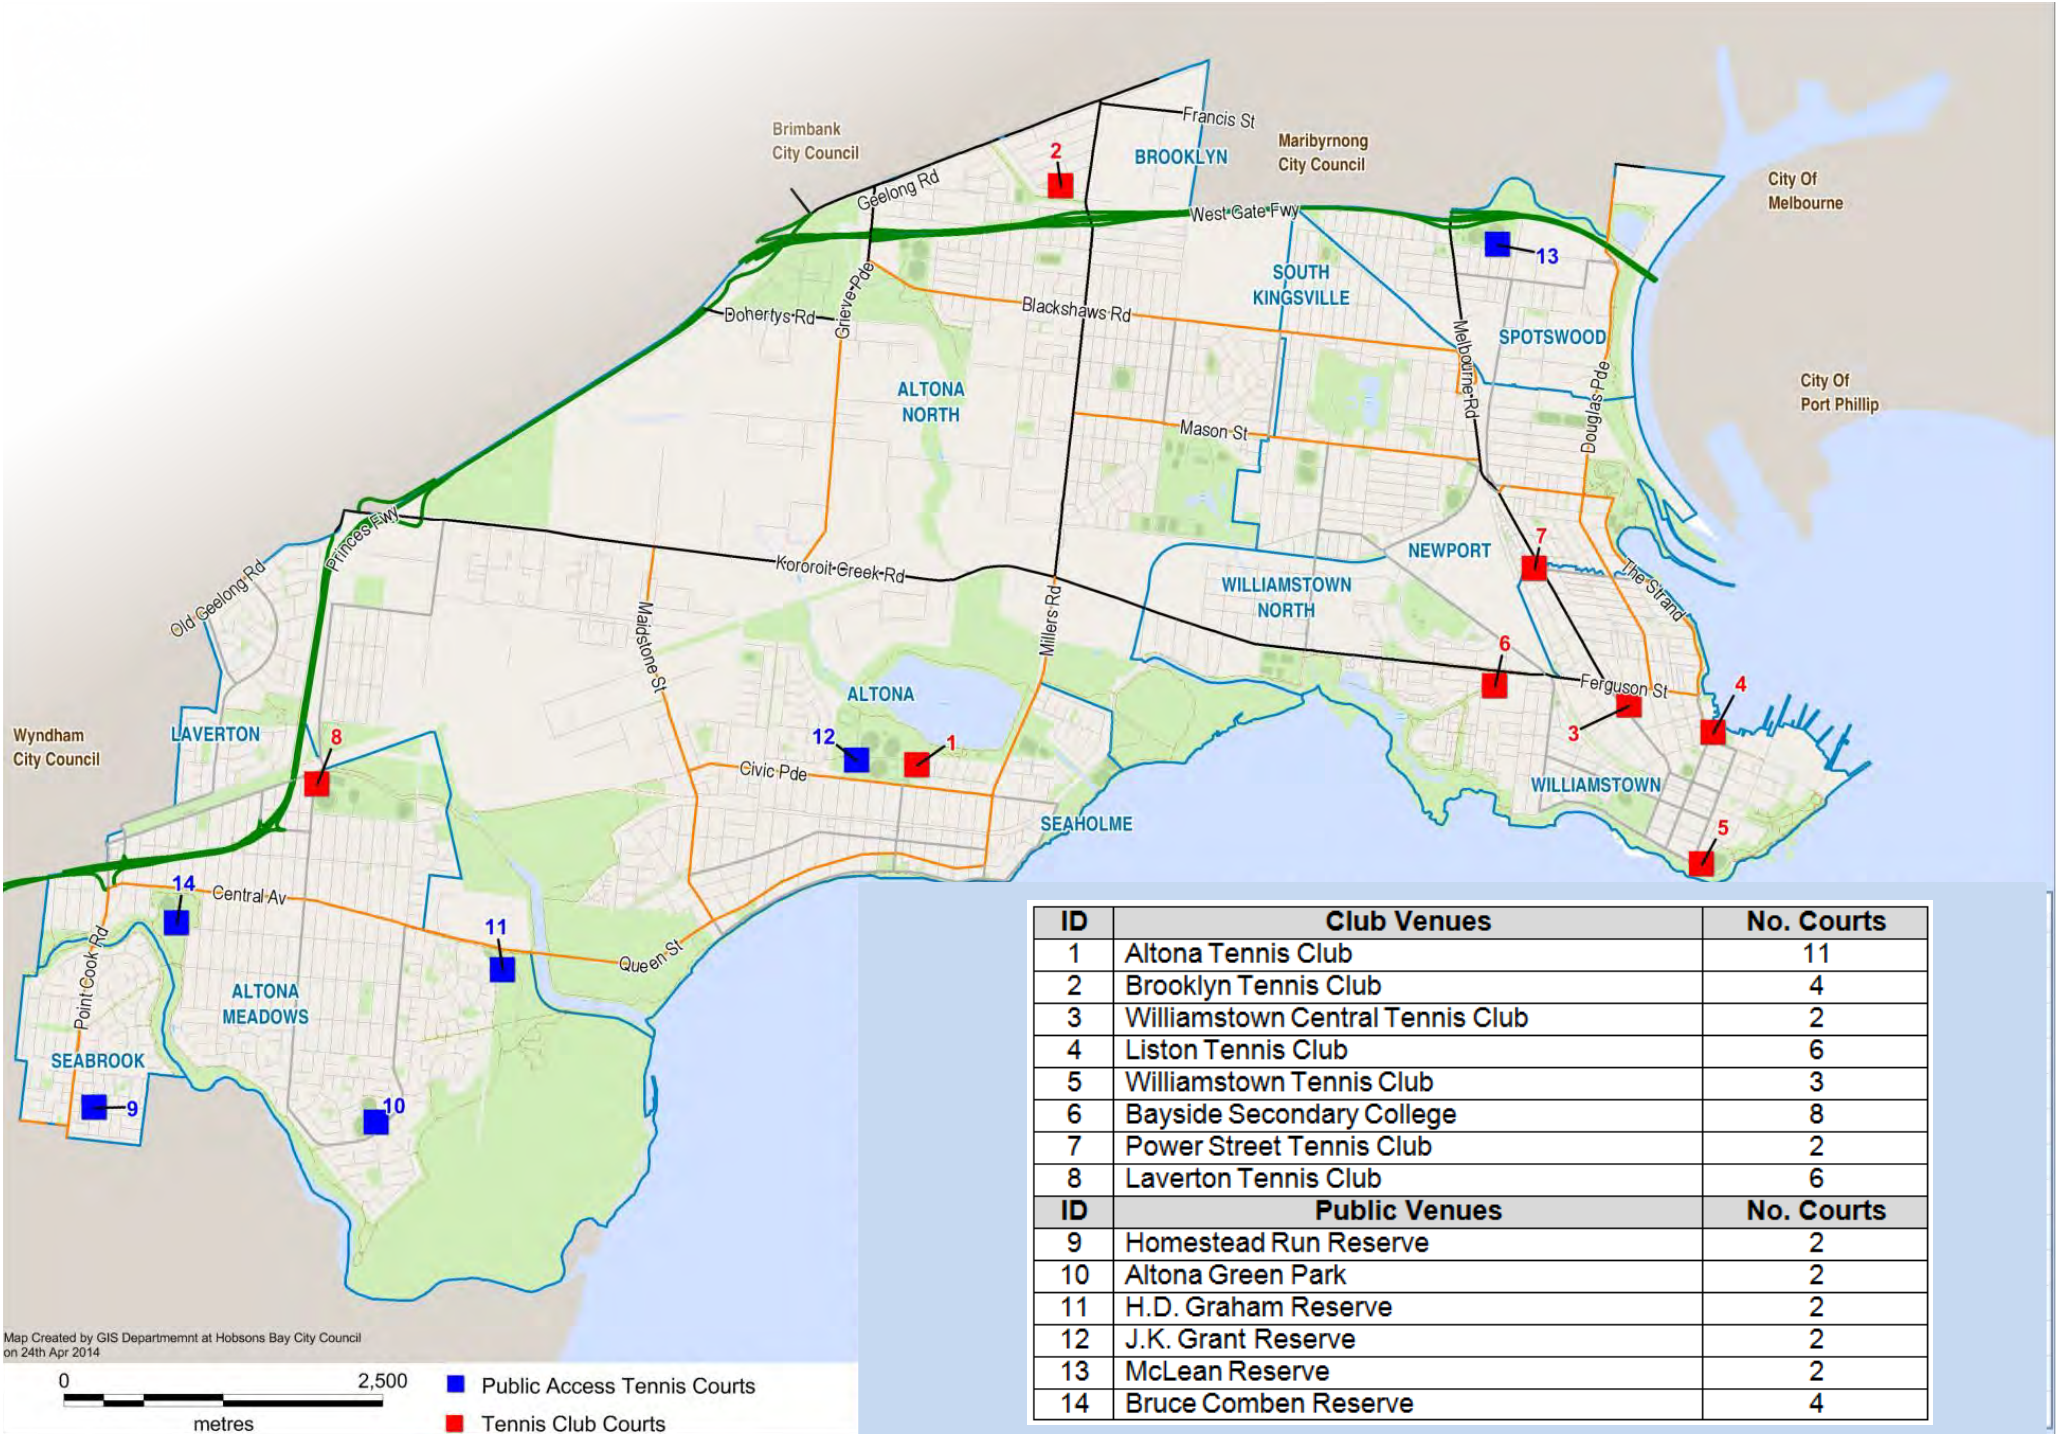 Francis St
Brimbank
City Council
Maribyrnong
City Council
2
BROOKLYN
City Of
Melbourne
Geelong Rd
West Gate Fwy
13
SOUTH
KINGSVILLE
Dohertys Rd
Grieve Pde
Blackshaws Rd
Melbourne Rd
SPOTSWOOD
Douglas Pde
City Of
Port Phillip
ALTONA
NORTH
Mason St
Princes Fwy
Old Geelong Rd
Kororoit Creek Rd
7
NEWPORT
WILLIAMSTOWN
NORTH
The Strand
Maidstone St
Millers Rd
6
Ferguson St
4
ALTONA
3
Wyndham
City Council
LAVERTON
8
12
1
Civic Pde
WILLIAMSTOWN
SEAHOLME
5
14
Central Av
11
Queen St
Point Cook Rd
ALTONA
MEADOWS
SEABROOK
9
10
ID Club Venues No. Courts
1 Altona Tennis Club 11
2 Brooklyn Tennis Club 4
3 Williamstown Central Tennis Club 2
4 Liston Tennis Club 6
5 Williamstown Tennis Club 3
6 Bayside Secondary College 8
7 Power Street Tennis Club 2
8 Laverton Tennis Club 6
ID Public Venues No. Courts
9 Homestead Run Reserve 2
10 Altona Green Park 2
11 H.D. Graham Reserve 2
12 J.K. Grant Reserve 2
13 McLean Reserve 2
14 Bruce Comben Reserve 4
Map Created by GIS Departmemnt at Hobsons Bay City Council
on 24th Apr 2014
0 2,500
metres
Public Access Tennis Courts
Tennis Club Courts